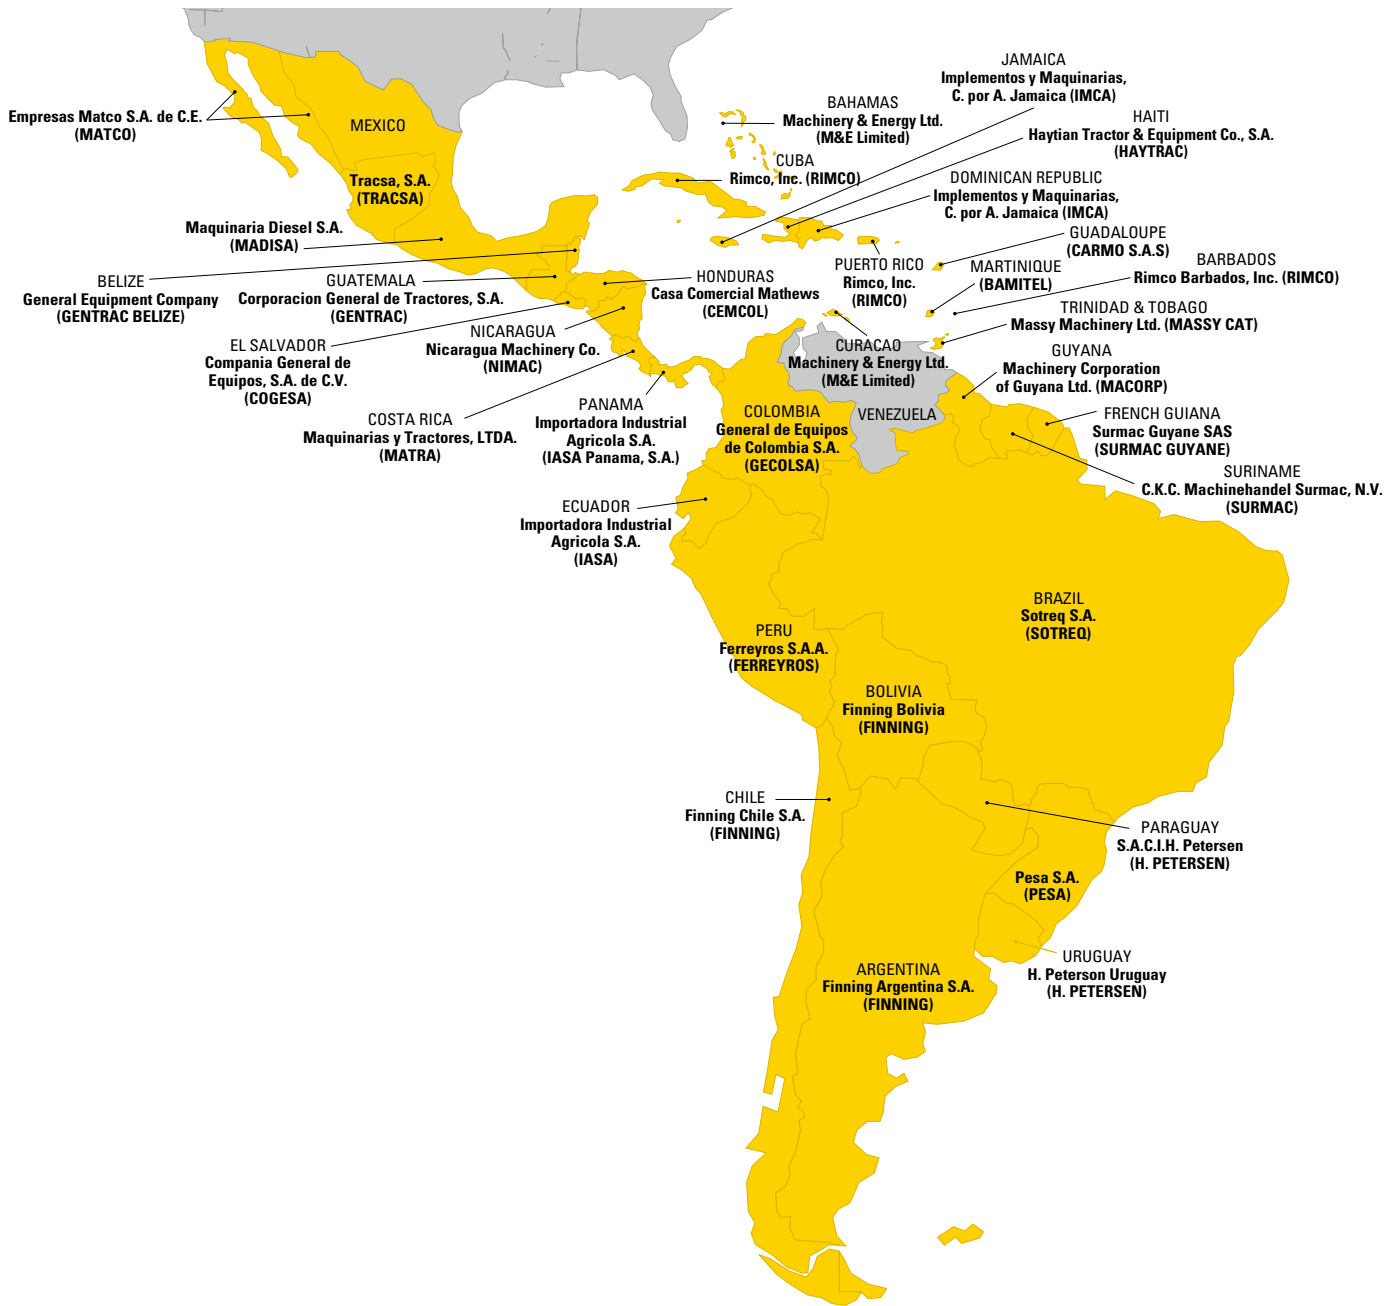 JAMAICA
Implementos y Maquinarias,
C. por A. Jamaica (IMCA)
BAHAMAS
Machinery & Energy Ltd.
(M&E Limited)
HAITI
Haytian Tractor & Equipment Co., S.A.
(HAYTRAC)
Empresas Matco S.A. de C.E.
(MATCO)
MEXICO
CUBA
Rimco, Inc. (RIMCO)
DOMINICAN REPUBLIC
Implementos y Maquinarias,
C. por A. Jamaica (IMCA)
Tracsa, S.A.
(TRACSA)
Maquinaria Diesel S.A.
(MADISA)
GUADALOUPE
(CARMO S.A.S)
PUERTO RICO
Rimco, Inc.
(RIMCO)
MARTINIQUE
(BAMITEL)
BARBADOS
Rimco Barbados, Inc. (RIMCO)
BELIZE
General Equipment Company
(GENTRAC BELIZE)
GUATEMALA
Corporacion General de Tractores, S.A.
(GENTRAC)
HONDURAS
Casa Comercial Mathews
(CEMCOL)
TRINIDAD & TOBAGO
Massy Machinery Ltd. (MASSY CAT)
NICARAGUA
Nicaragua Machinery Co.
(NIMAC)
EL SALVADOR
Compania General de
Equipos, S.A. de C.V.
(COGESA)
CURACAO
Machinery & Energy Ltd.
(M&E Limited)
GUYANA
Machinery Corporation
of Guyana Ltd. (MACORP)
COSTA RICA
Maquinarias y Tractores, LTDA.
(MATRA)
PANAMA
Importadora Industrial
Agricola S.A.
(IASA Panama, S.A.)
COLOMBIA
General de Equipos
de Colombia S.A.
(GECOLSA)
VENEZUELA
FRENCH GUIANA
Surmac Guyane SAS
(SURMAC GUYANE)
SURINAME
C.K.C. Machinehandel Surmac, N.V.
(SURMAC)
ECUADOR
Importadora Industrial
Agricola S.A.
(IASA)
BRAZIL
Sotreq S.A.
(SOTREQ)
PERU
Ferreyros S.A.A.
(FERREYROS)
BOLIVIA
Finning Bolivia
(FINNING)
CHILE
Finning Chile S.A.
(FINNING)
PARAGUAY
S.A.C.I.H. Petersen
(H. PETERSEN)
Pesa S.A.
(PESA)
URUGUAY
H. Peterson Uruguay
(H. PETERSEN)
ARGENTINA
Finning Argentina S.A.
(FINNING)